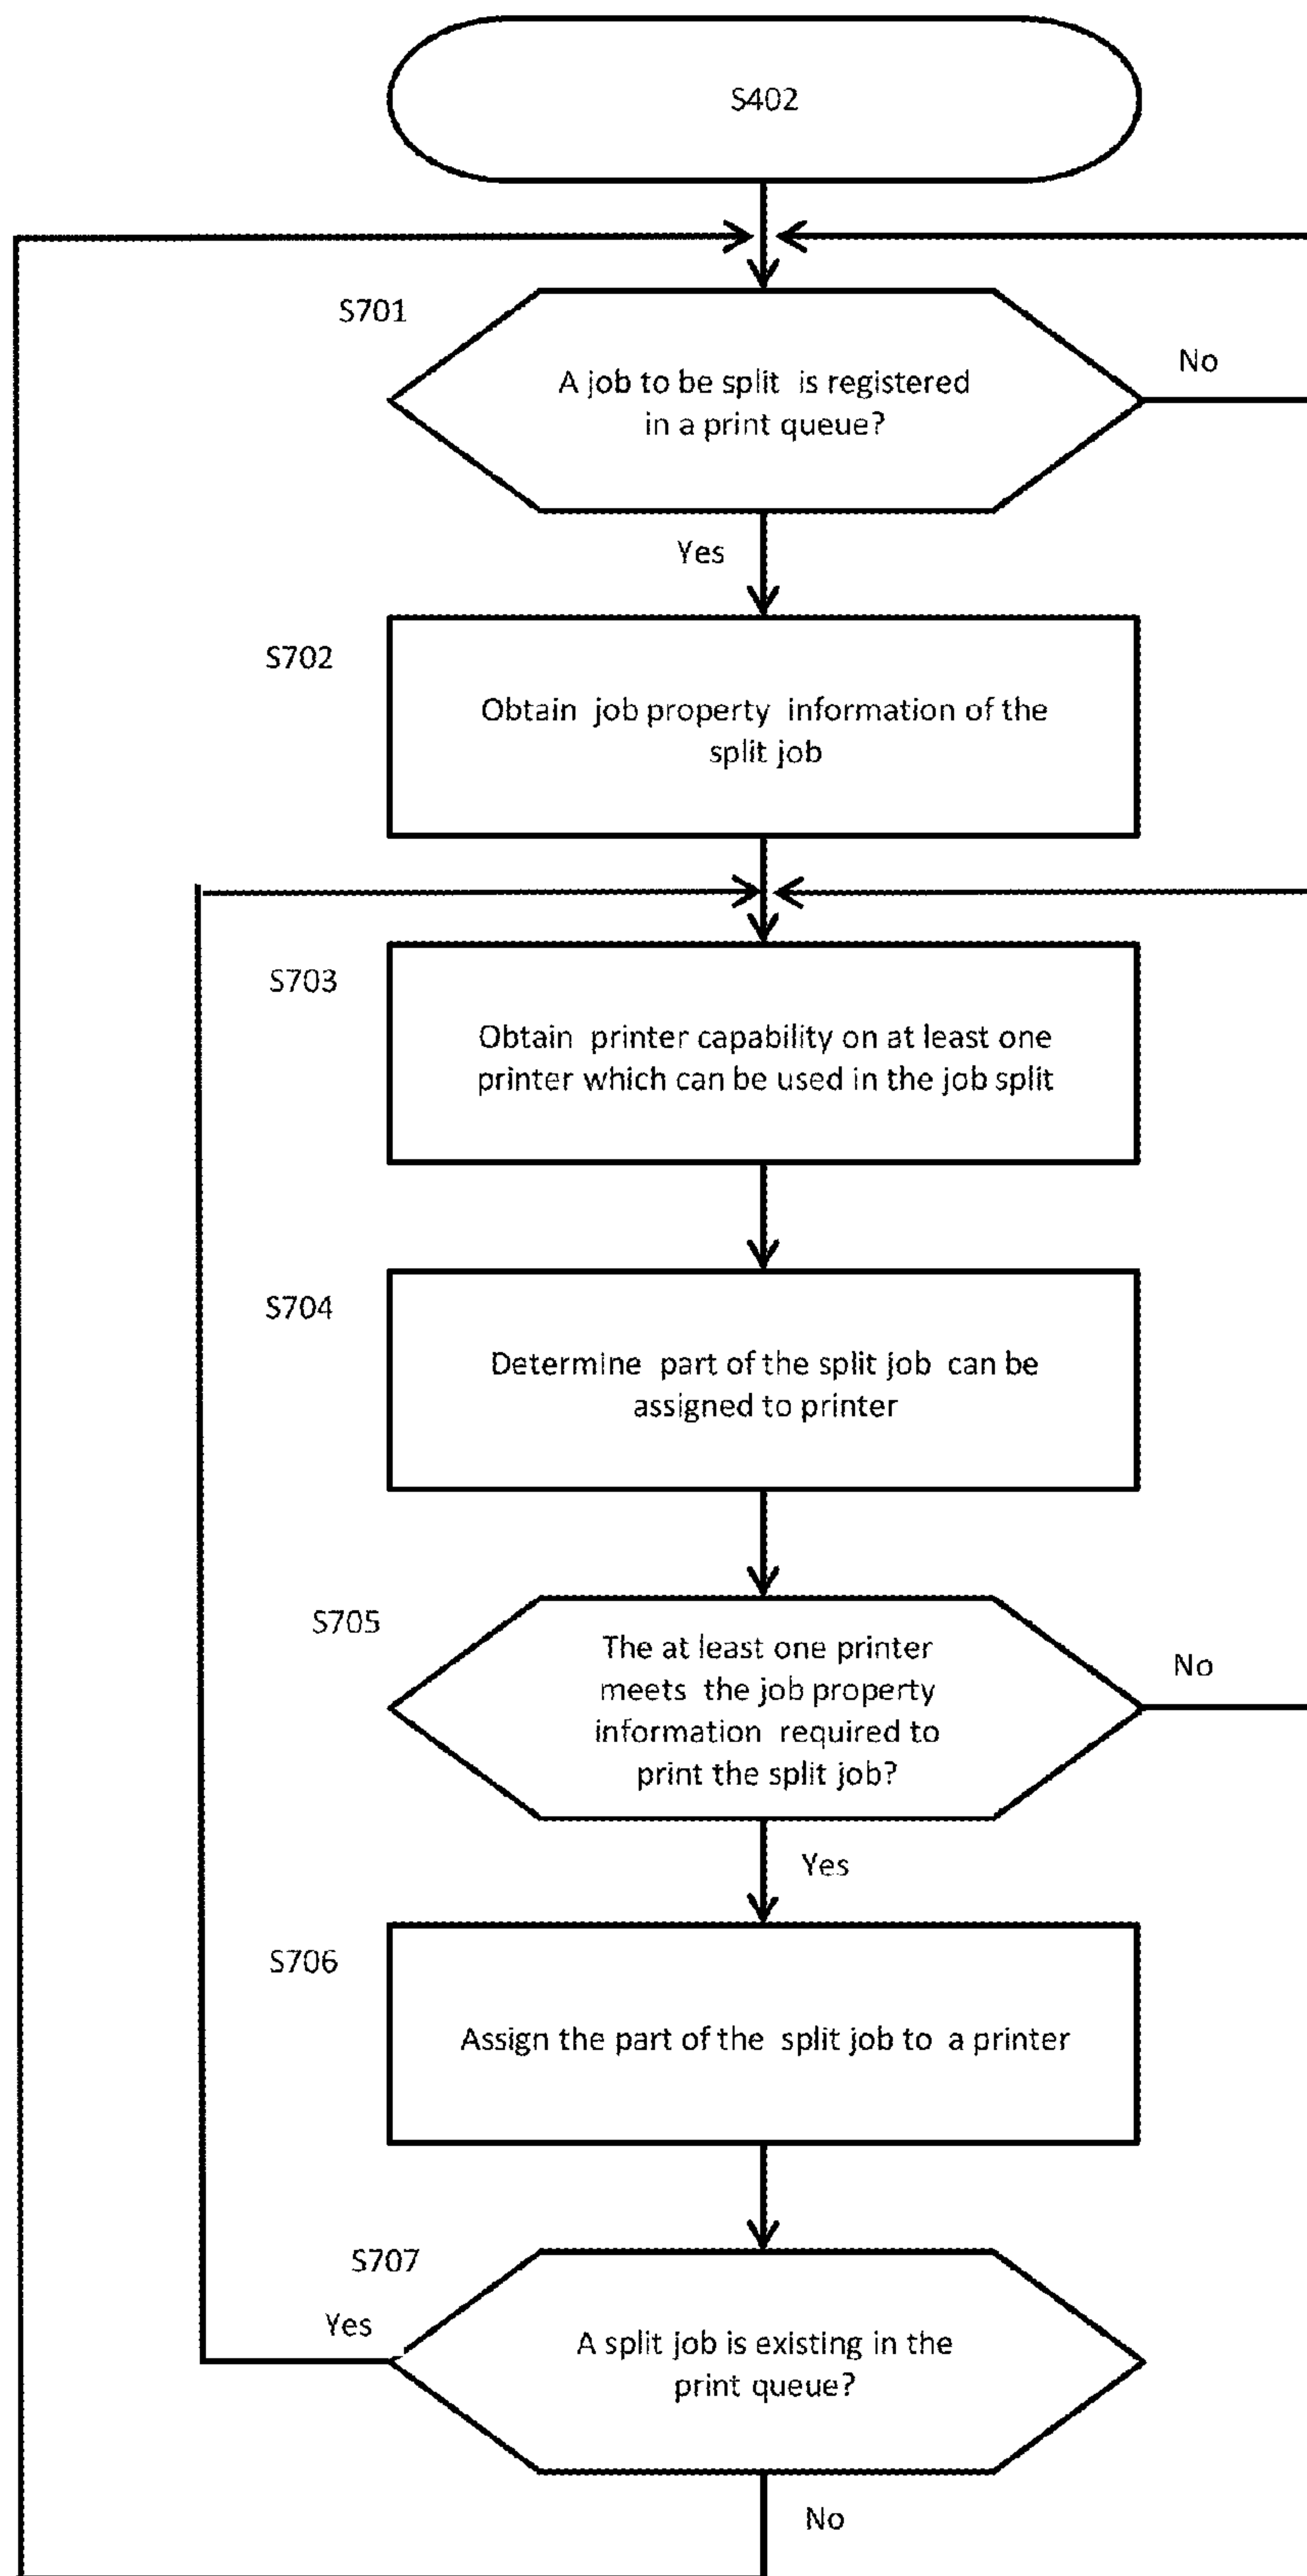 S402
S701
A job to be split is registered
in a print queue?
No
Yes
S702
Obtain job property information of the
split job
S703
Obtain printer capability on at least one
printer which can be used in the job split
S704
Determine part of the split job can be
assigned to printer
S705
The at least one printer
meets the job property
information required to
print the split job?
No
Yes
S706
Assign the part of the split job to a printer
S707
Yes
A split job is existing in the
print queue?
No